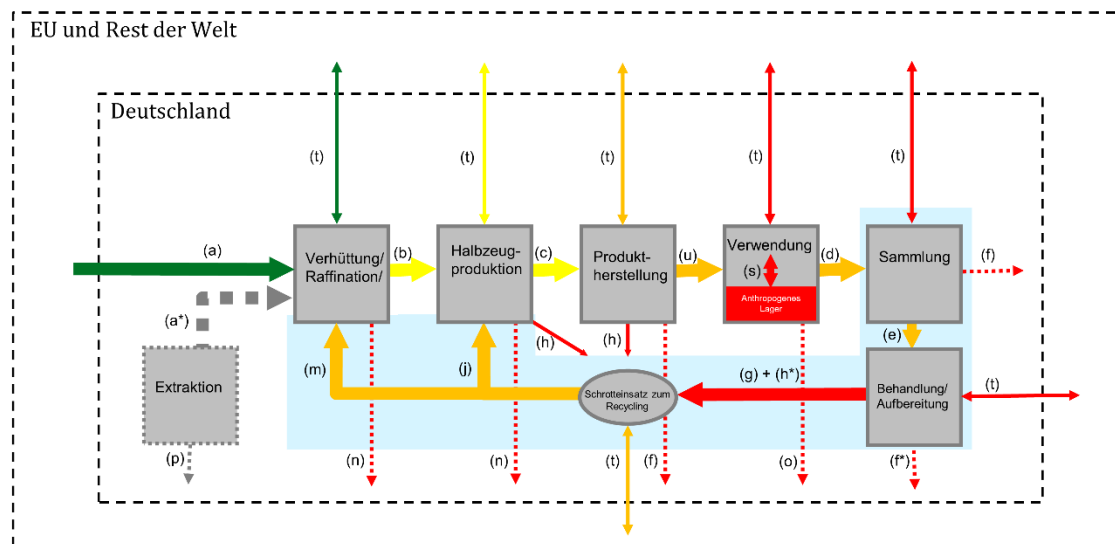 EU und Rest der Welt
Deutschland
(t)
(t)
(t)
(t)
(t)
(a)
Verhüttung/
Raffination/
(b)
Halbzeug-
produktion
(c)
Produkt-
herstellung
(u)
Verwendung
(s)
Anthropogenes
Lager
(d)
Sammlung
(f)
(a*)
(e)
Extraktion
(m)
(j)
(h)
(h)
Schrotteinsatz zum
Recycling
(g) + (h*)
Behandlung/
Aufbereitung
(t)
(p)
(n)
(n)
(t)
(f)
(o)
(f*)